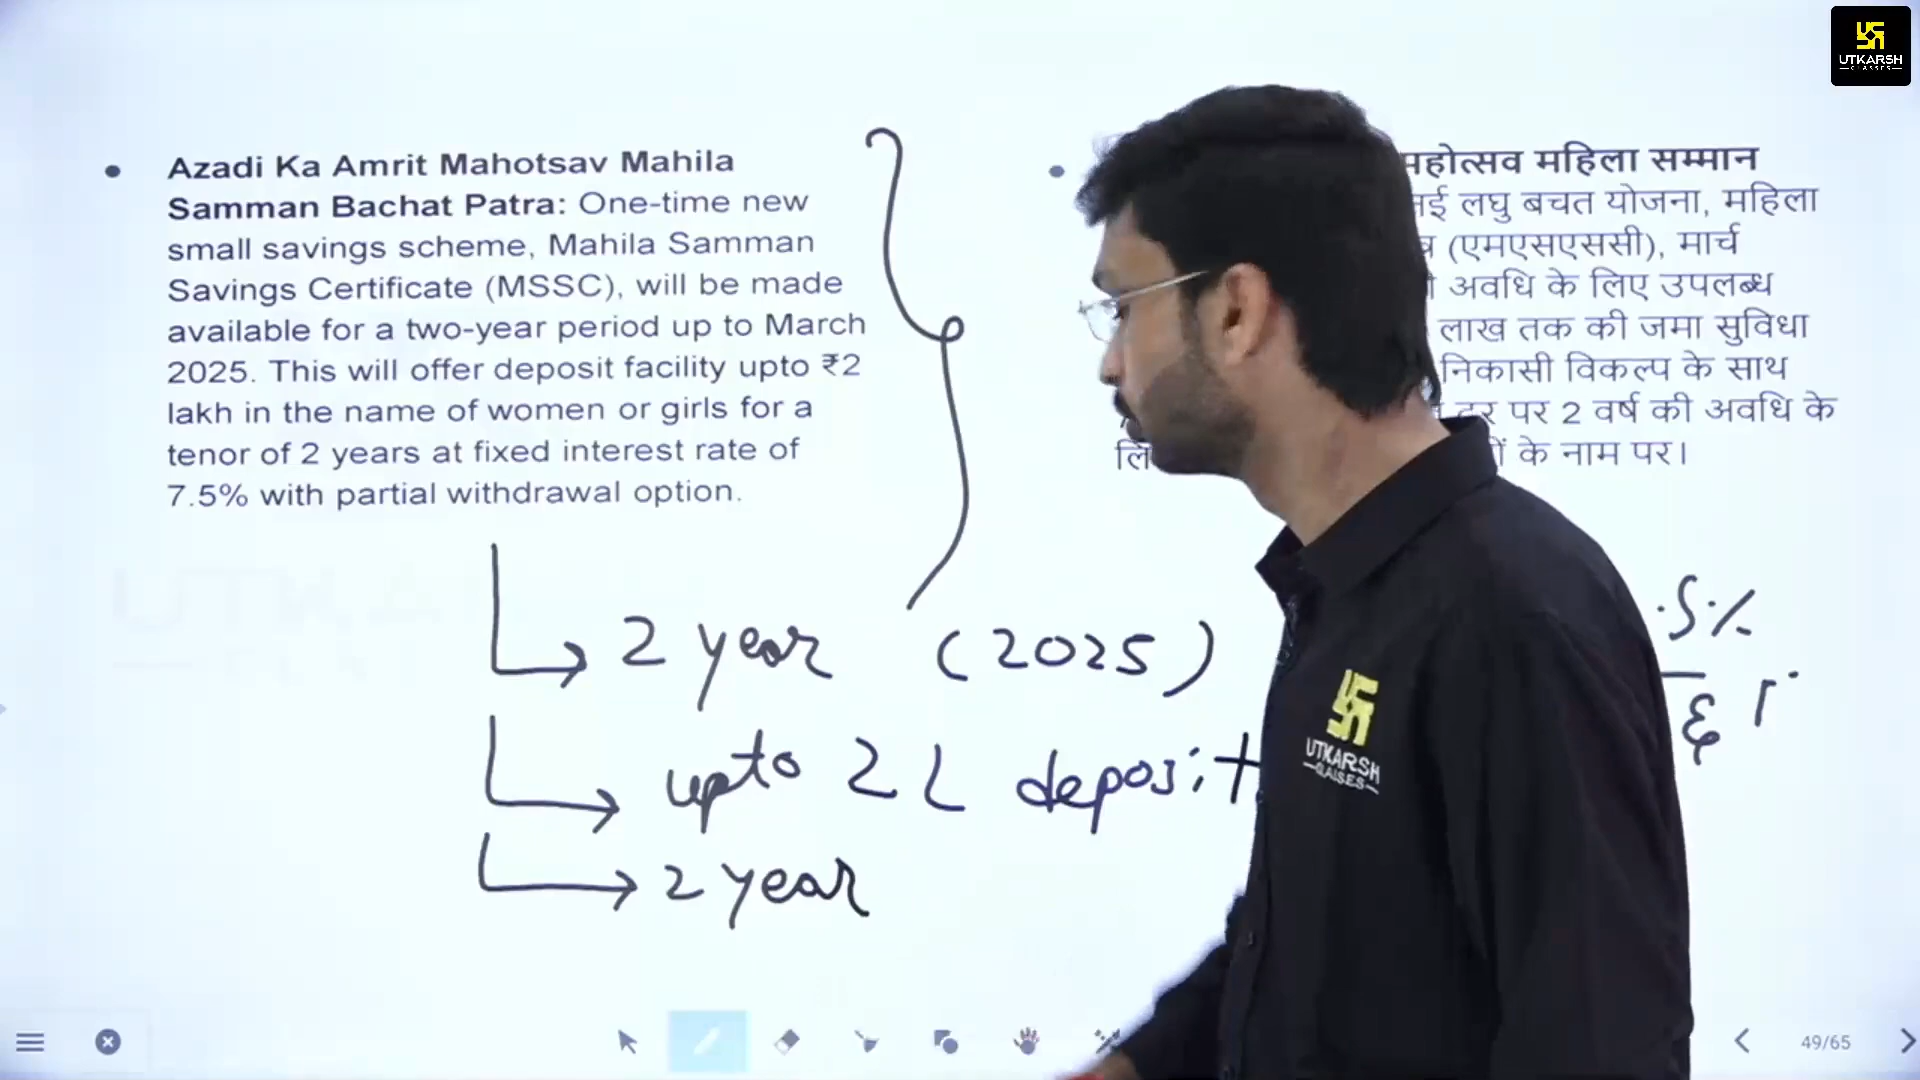 UTKARSH
CLASSES
Azadi Ka Amrit Mahotsav Mahila
Samman Bachat Patra: One-time new
small savings scheme, Mahila Samman
Savings Certificate (MSSC), will be made
available for a two-year period up to March
2025. This will offer deposit facility upto ₹2
lakh in the name of women or girls for a
tenor of 2 years at fixed interest rate of
7.5% with partial withdrawal option.
महिला सम्मान
लघु बचत योजना, महिला
(एमएसएससी), मार्च
अवधि के लिए उपलब्ध
लाख तक की जमा सुविधा
निकासी विकल्प के साथ
पर 2 वर्ष की अवधि के
के नाम पर।
2 year (2025)
.5%
upto 2 L deposit
2 year
UTKARSH
CLASSES
49/65